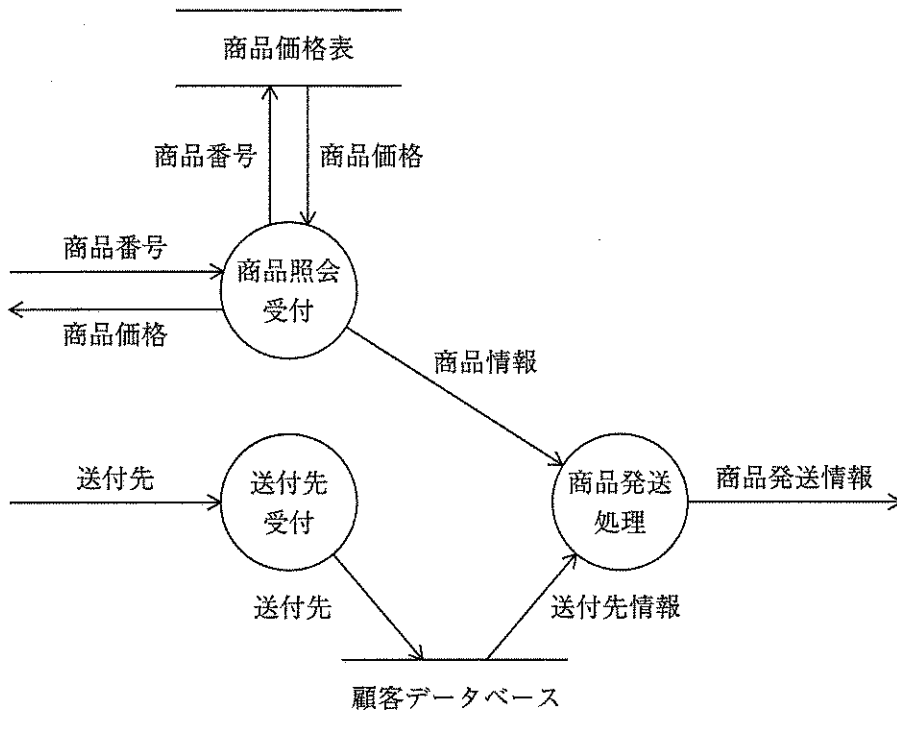 商品価格表
商品番号
商品価格
商品番号
商品照会
受付
商品価格
商品情報
送付先
送付先
受付
商品発送
処理
商品発送情報
送付先
送付先情報
顧客データベース